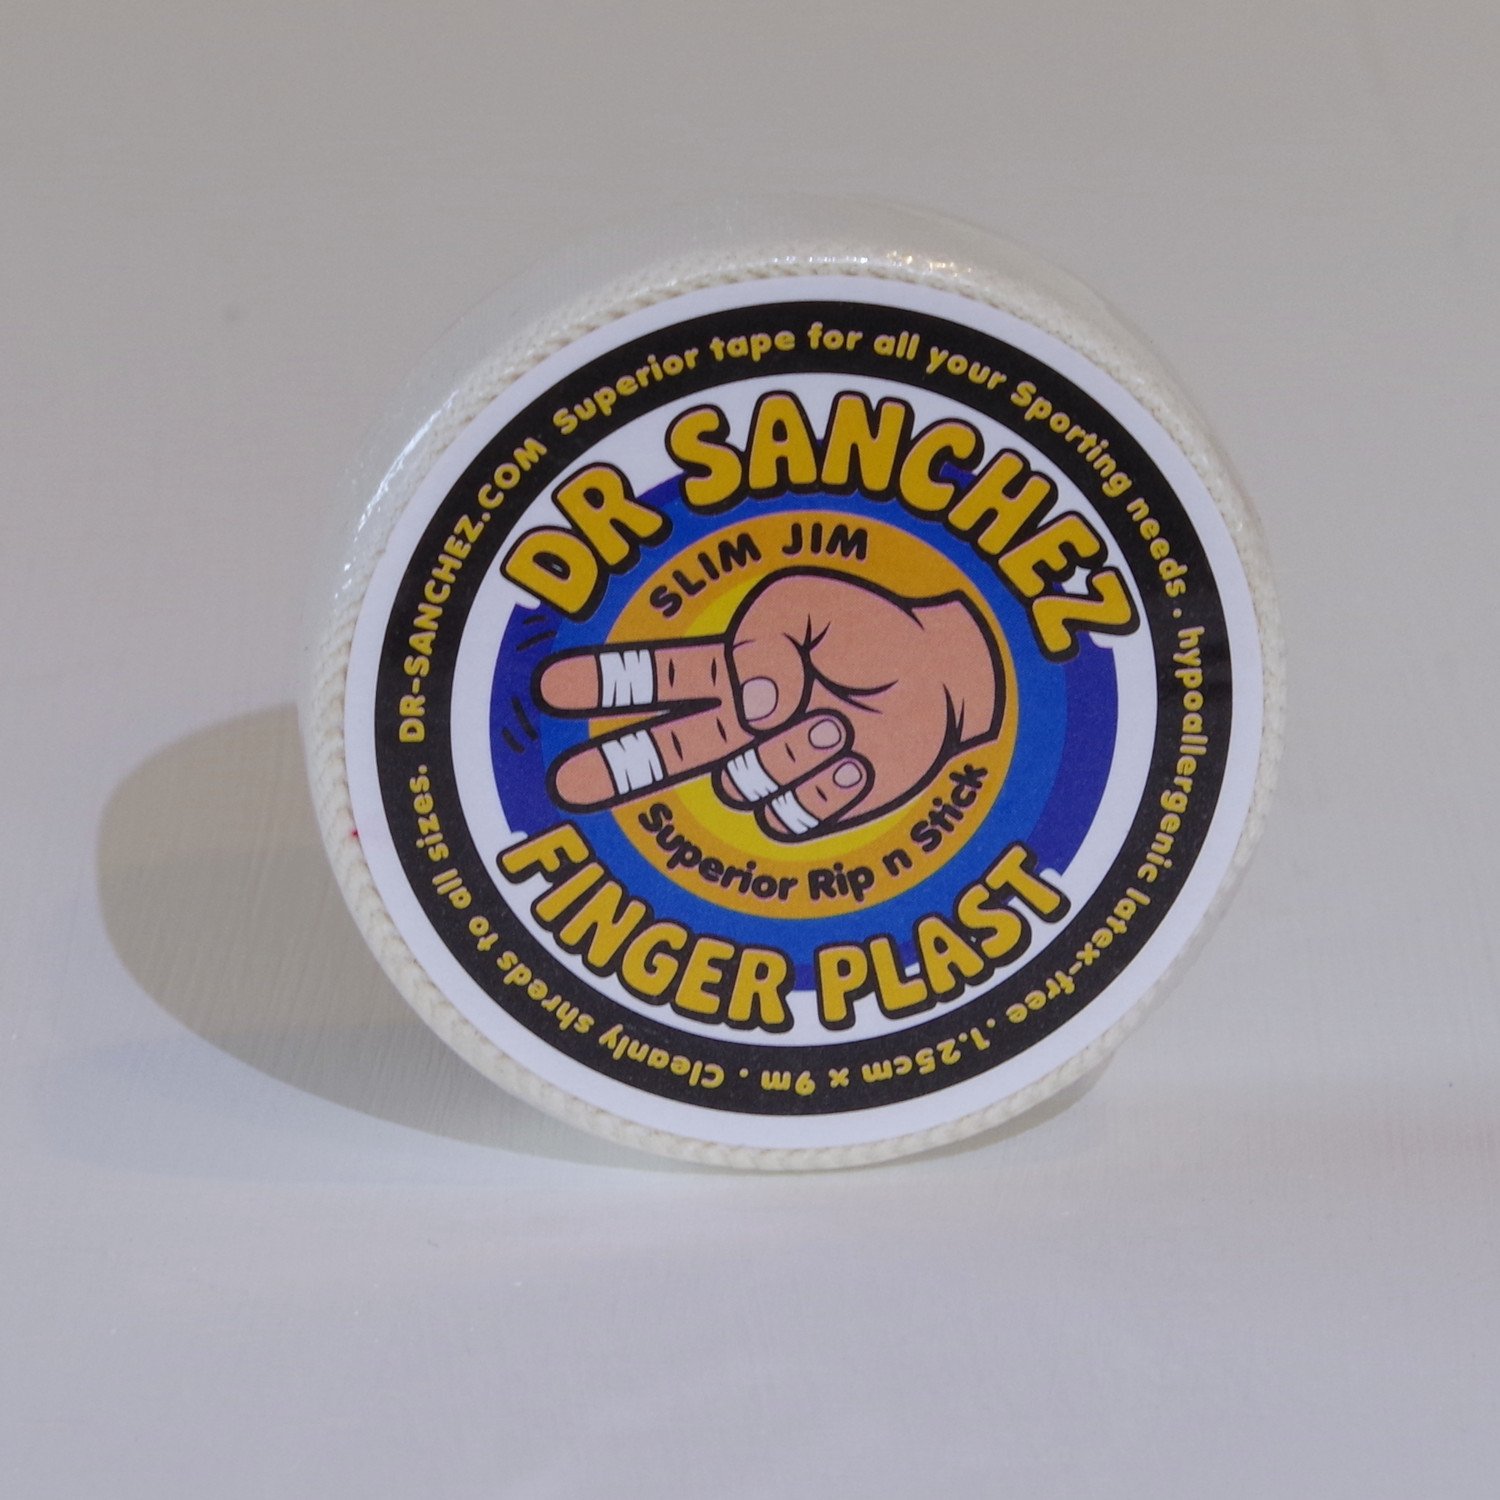 DR-SANCHEZ.COM Superior tape for all your Sporting needs. hypoallergenic latex-free. 1.25cm x 9m. Cleanly shreds to all sizes.
DR SANCHEZ
SLIM JIM
Superior Rip n Stick
FINGER PLAST